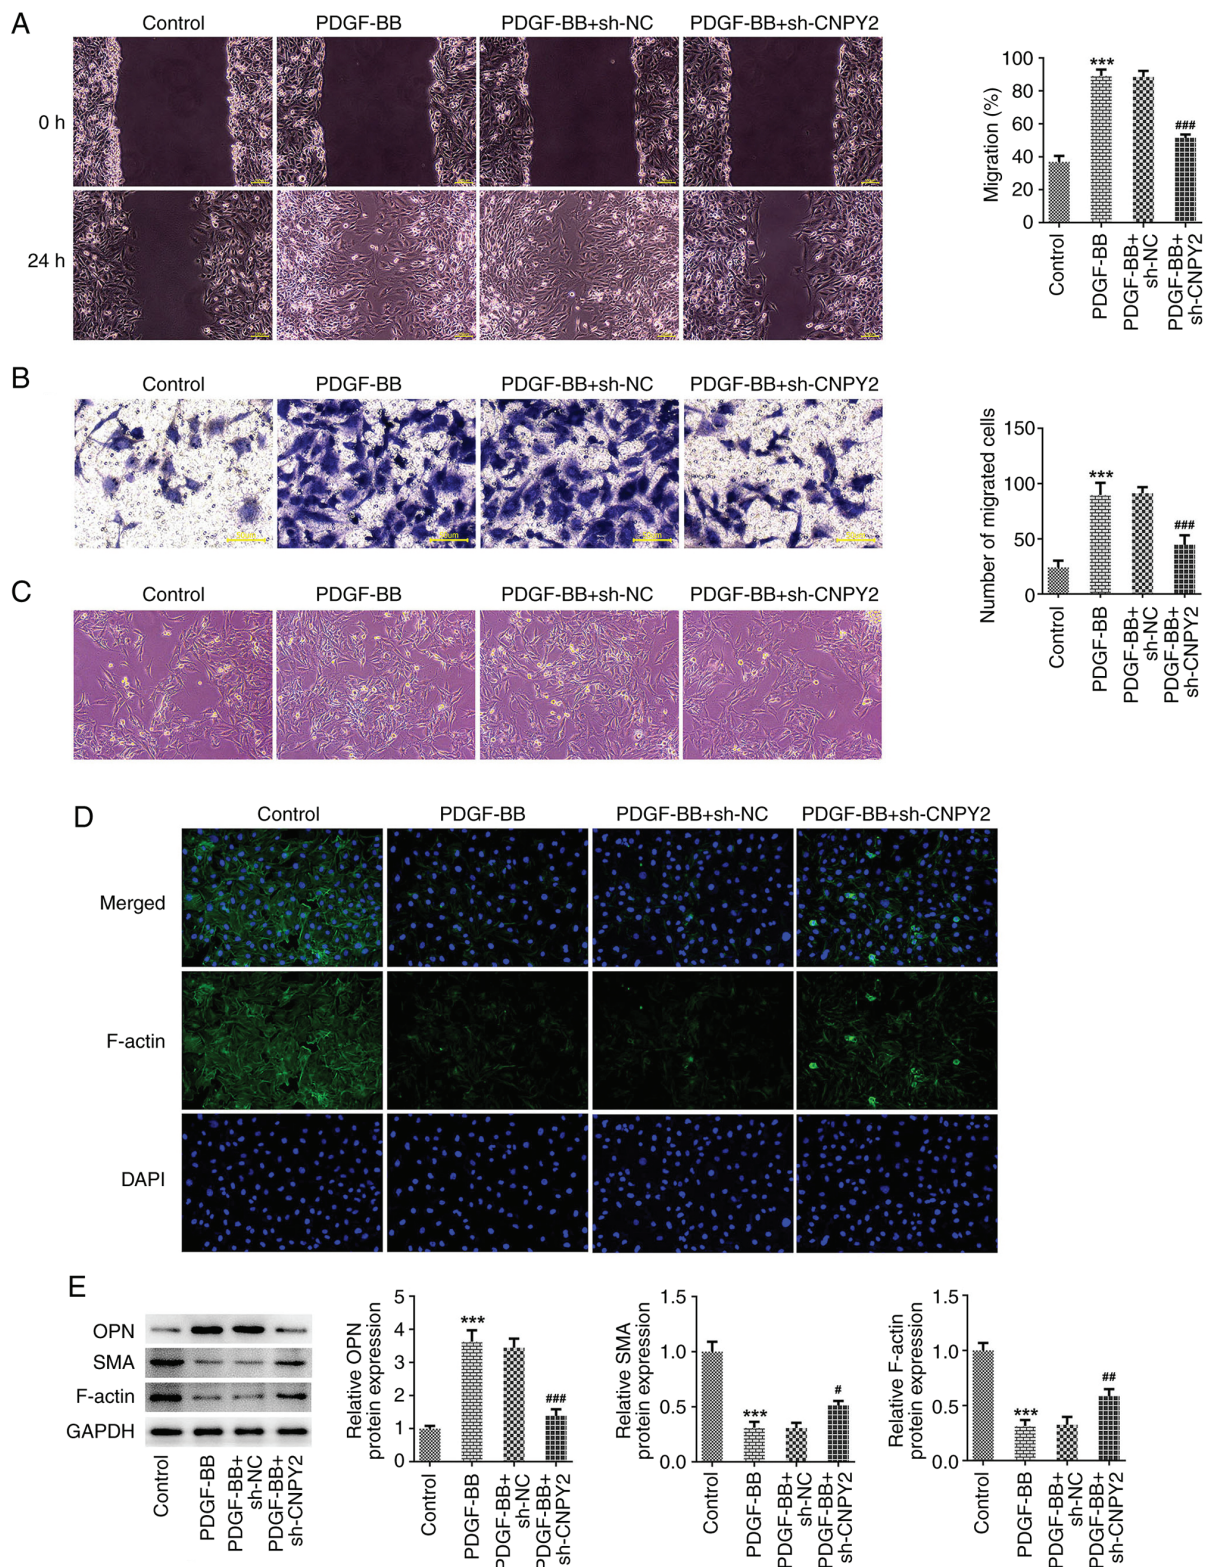 A
Control
PDGF-BB
PDGF-BB+sh-NC
PDGF-BB+sh-CNPY2
0 h
24 h
Migration (%)
100
80
60
40
20
0
***
###
Control
PDGF-BB
PDGF-BB+
sh-NC
PDGF-BB+
sh-CNPY2
B
Control
PDGF-BB
PDGF-BB+sh-NC
PDGF-BB+sh-CNPY2
Number of migrated cells
150
100
50
0
***
###
Control
PDGF-BB
PDGF-BB+
sh-NC
PDGF-BB+
sh-CNPY2
C
Control
PDGF-BB
PDGF-BB+sh-NC
PDGF-BB+sh-CNPY2
D
Control
PDGF-BB
PDGF-BB+sh-NC
PDGF-BB+sh-CNPY2
Merged
F-actin
DAPI
E
OPN
SMA
F-actin
GAPDH
Control
PDGF-BB
PDGF-BB+
sh-NC
PDGF-BB+
sh-CNPY2
Relative OPN
protein expression
5
4
3
2
1
0
***
###
Control
PDGF-BB
PDGF-BB+
sh-NC
PDGF-BB+
sh-CNPY2
Relative SMA
protein expression
1.5
1.0
0.5
0.0
***
#
Control
PDGF-BB
PDGF-BB+
sh-NC
PDGF-BB+
sh-CNPY2
Relative F-actin
protein expression
1.5
1.0
0.5
0.0
***
##
Control
PDGF-BB
PDGF-BB+
sh-NC
PDGF-BB+
sh-CNPY2